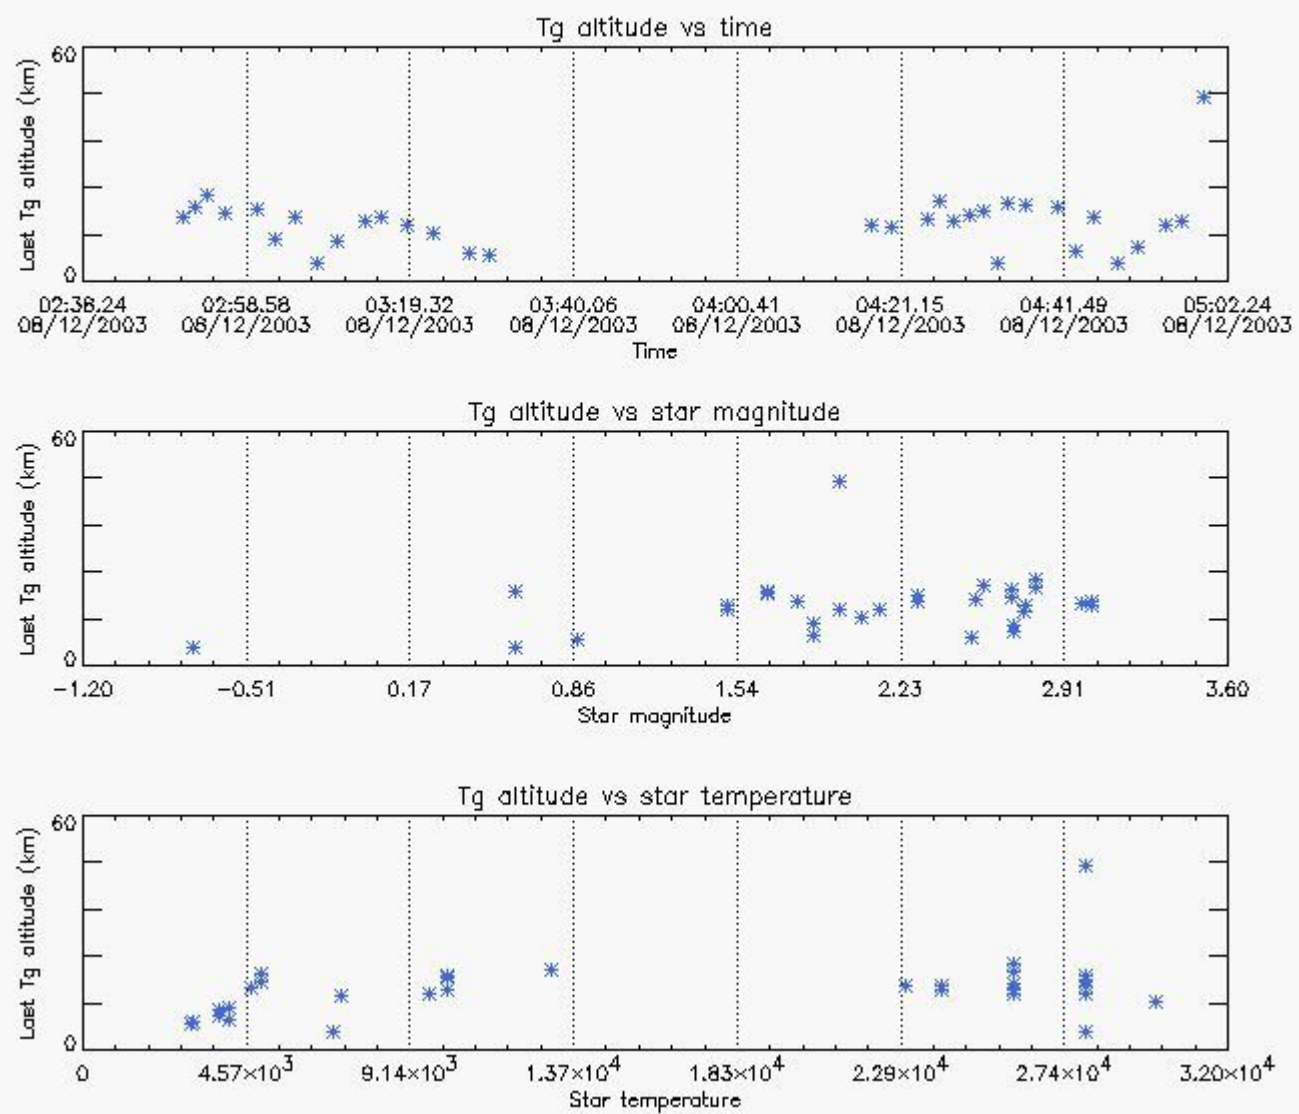 Tg altitude vs time
Last Tg altitude (km)
60
0
02:38.24 02:58.58 03:19.32 03:40.06 04:00.41 04:21.15 04:41.49 05:02.24
08/12/2003 08/12/2003 08/12/2003 08/12/2003 08/12/2003 08/12/2003 08/12/2003 08/12/2003
Time
Tg altitude vs star magnitude
Last Tg altitude (km)
60
0
-1.20 -0.51 0.17 0.86 1.54 2.23 2.91 3.60
Star magnitude
Tg altitude vs star temperature
Last Tg altitude (km)
60
0
0 4.57×10³ 9.14×10³ 1.37×10⁴ 1.83×10⁴ 2.29×10⁴ 2.74×10⁴ 3.20×10⁴
Star temperature